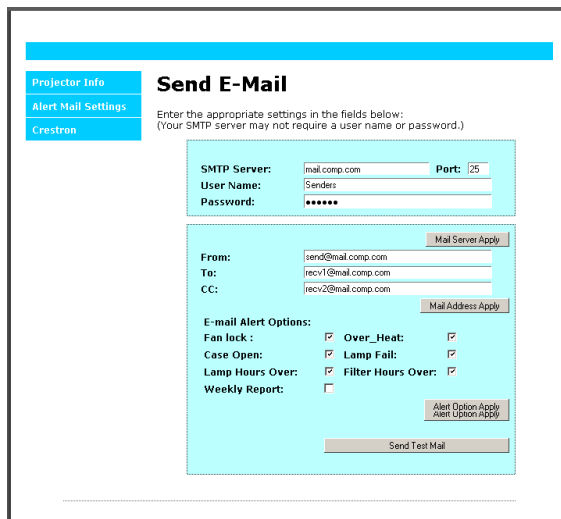 Projector Info
Alert Mail Settings
Crestron
Send E-Mail
Enter the appropriate settings in the fields below:
(Your SMTP server may not require a user name or password.)
SMTP Server: mail.comp.com Port: 25
User Name: Senders
Password: ●●●●●●
Mail Server Apply
From: send@mail.comp.com
To: recv1@mail.comp.com
CC: recv2@mail.comp.com
Mail Address Apply
E-mail Alert Options:
Fan lock : Over_Heat:
Case Open: Lamp Fail:
Lamp Hours Over: Filter Hours Over:
Weekly Report:
Alert Option Apply
Alert Option Apply
Send Test Mail